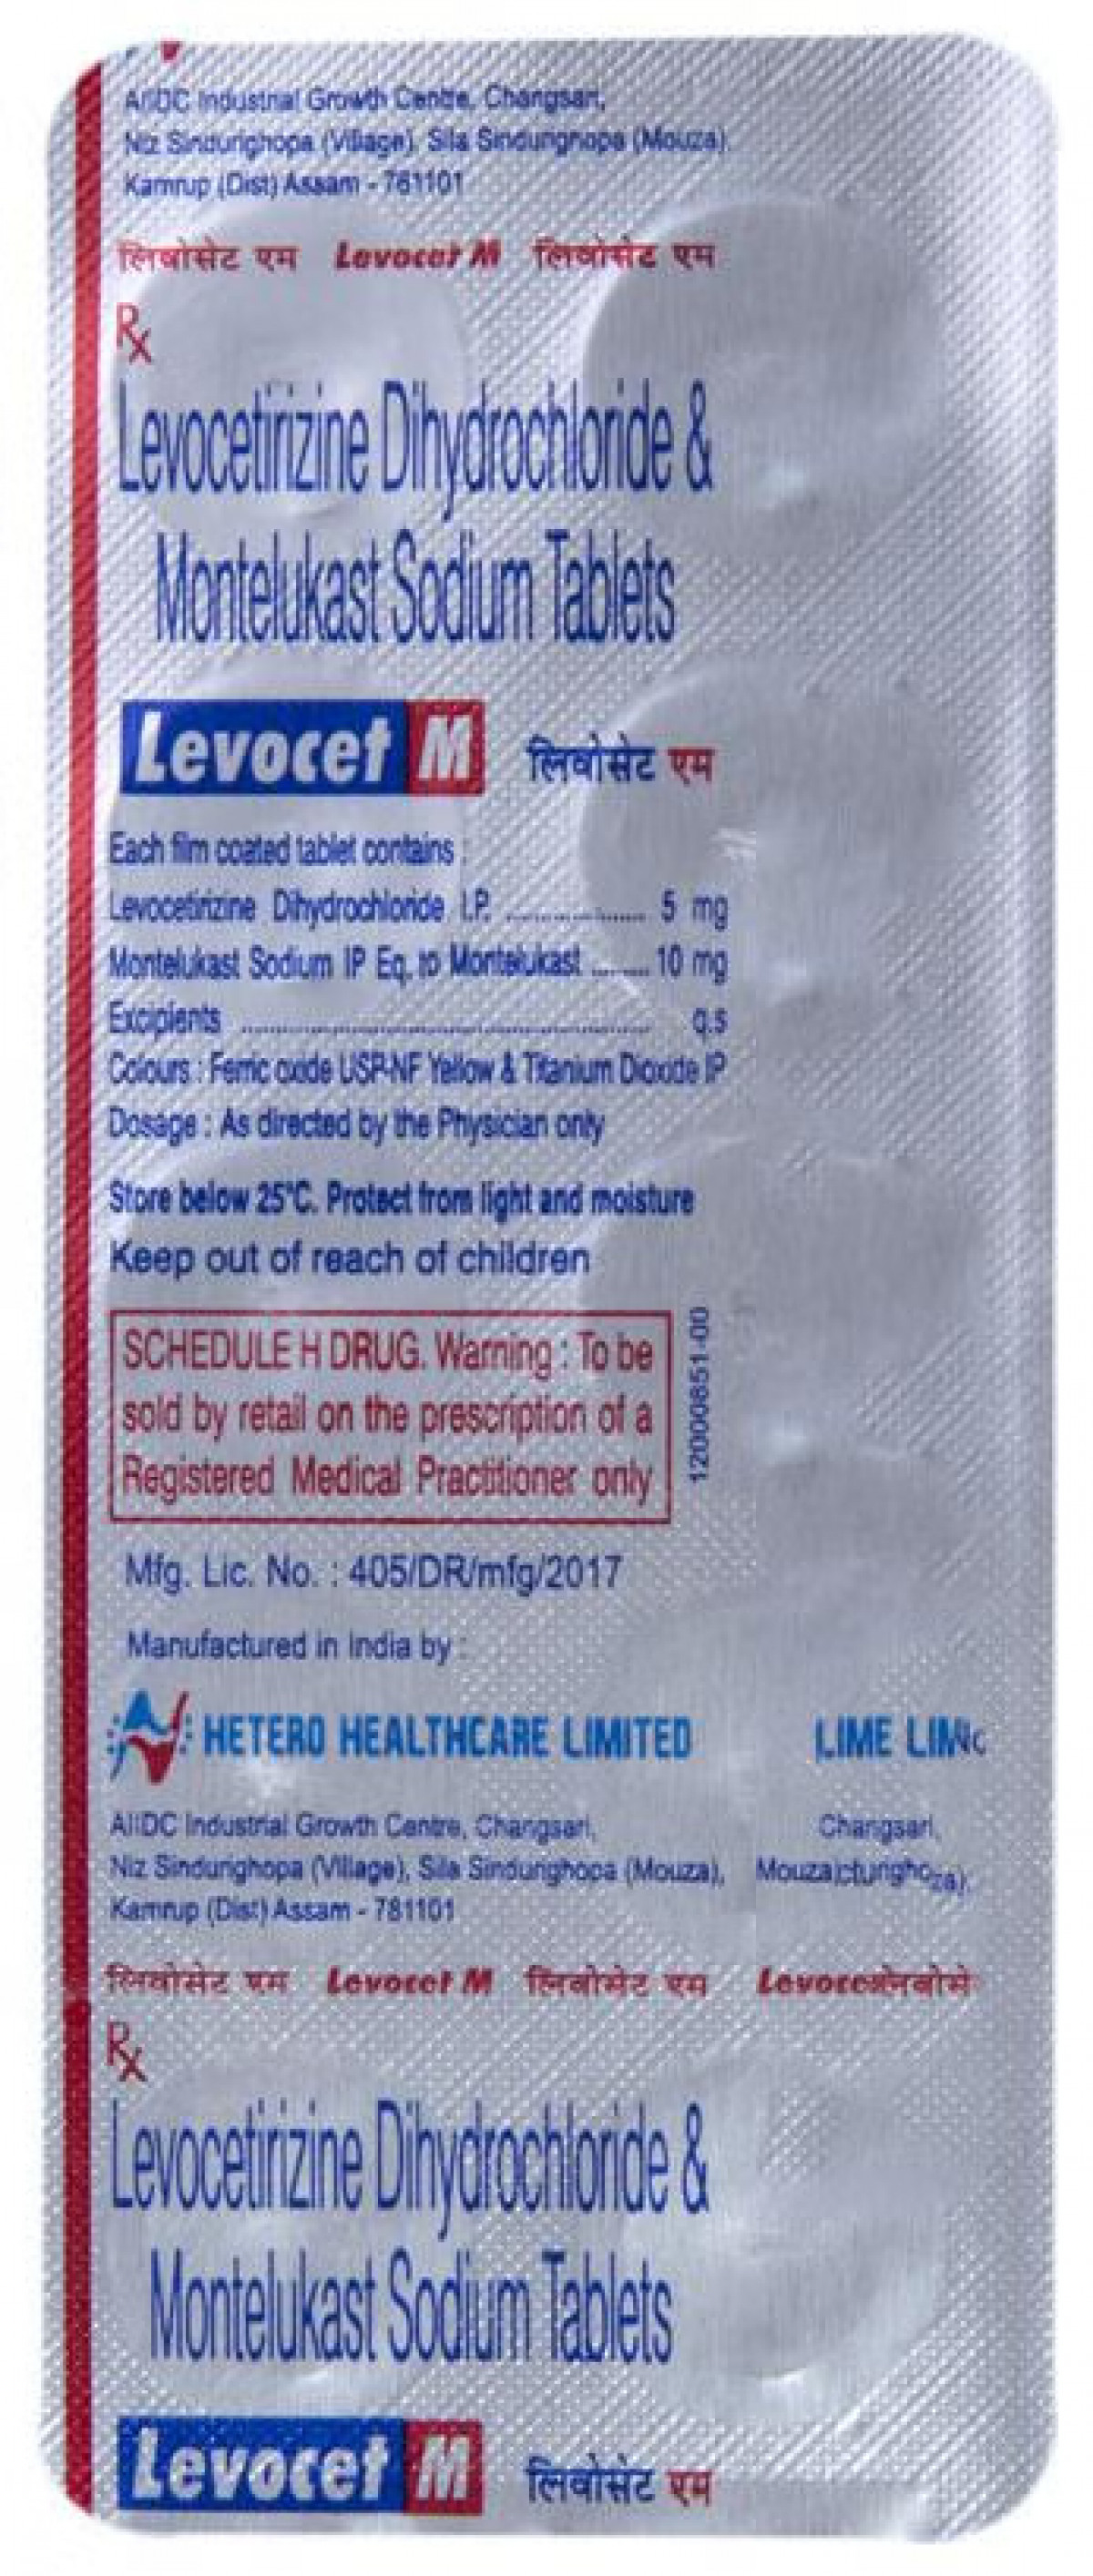 AIIDC Industrial Growth Centre, Changsari,
Niz Sindurighopa (Village), Sila Sindurighopa (Mouza),
Kamrup (Dist) Assam - 781101
लिवोसेट एम Levocet M लिवोसेट एम
Rx
Levocetirizine Dihydrochloride &
Montelukast Sodium Tablets
Levocet M लिवोसेट एम
Each film coated tablet contains :
Levocetirizine Dihydrochloride I.P. .................... 5 mg
Montelukast Sodium IP Eq. to Montelukast ......... 10 mg
Excipients .................................................................. q.s
Colours : Ferric oxide USP-NF Yellow & Titanium Dioxide IP
Dosage : As directed by the Physician only
Store below 25°C. Protect from light and moisture
Keep out of reach of children
SCHEDULE H DRUG. Warning : To be
sold by retail on the prescription of a
Registered Medical Practitioner only
12000851-00
Mfg. Lic. No. : 405/DR/mfg/2017
Manufactured in India by :
HETERO HEALTHCARE LIMITED LIME LIM
AIIDC Industrial Growth Centre, Changsari, Changsari,
Niz Sindurighopa (Village), Sila Sindurighopa (Mouza), Mouza)
Kamrup (Dist) Assam - 781101
लिवोसेट एम Levocet M लिवोसेट एम
Rx
Levocetirizine Dihydrochloride &
Montelukast Sodium Tablets
Levocet M लिवोसेट एम